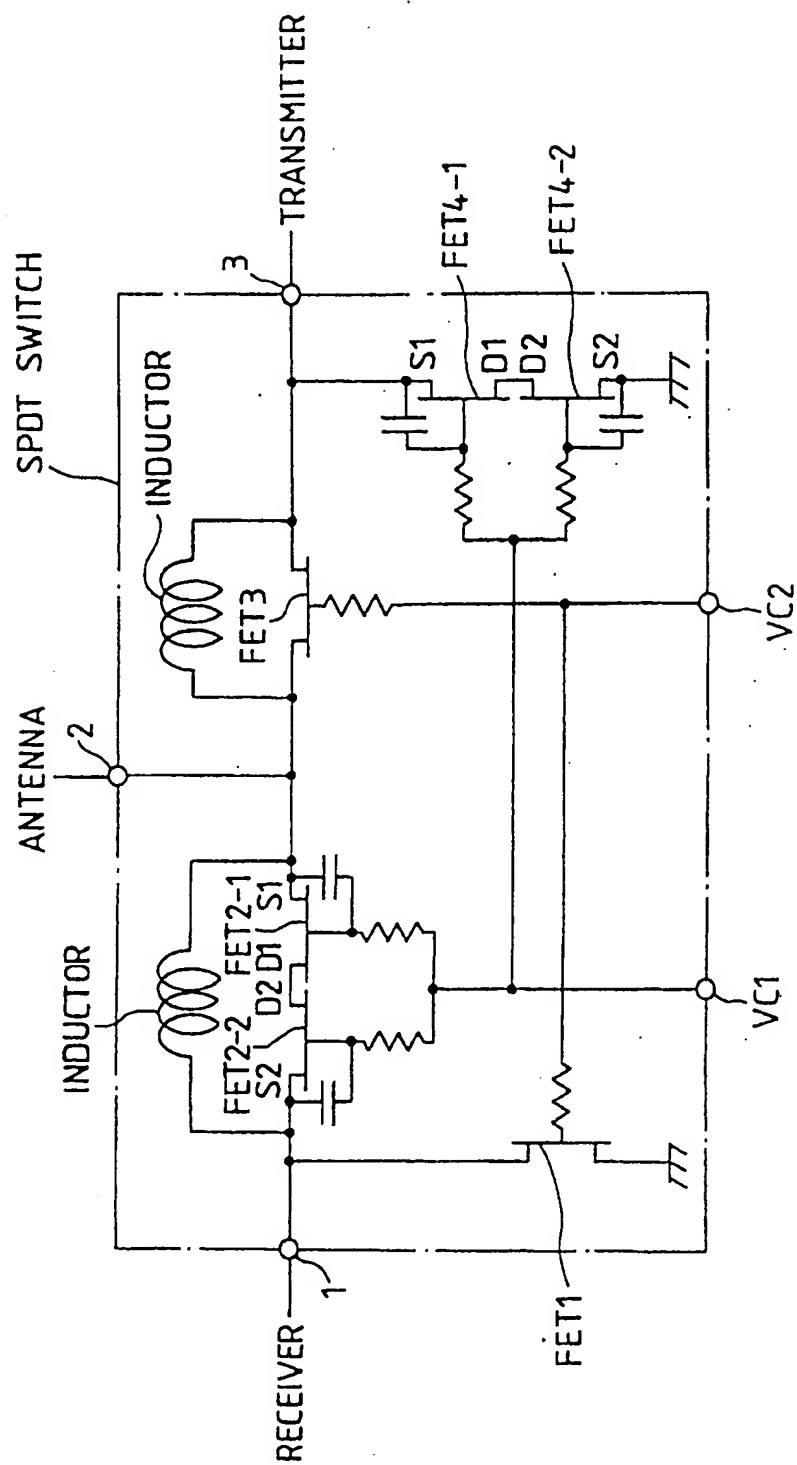 SPDT SWITCH
ANTENNA
2
INDUCTOR
INDUCTOR
3
TRANSMITTER
RECEIVER
1
FET2-2
S2
D2
D1
FET2-1
S1
FET3
S1
D1
D2
S2
FET4-1
FET4-2
FET1
VC1
VC2